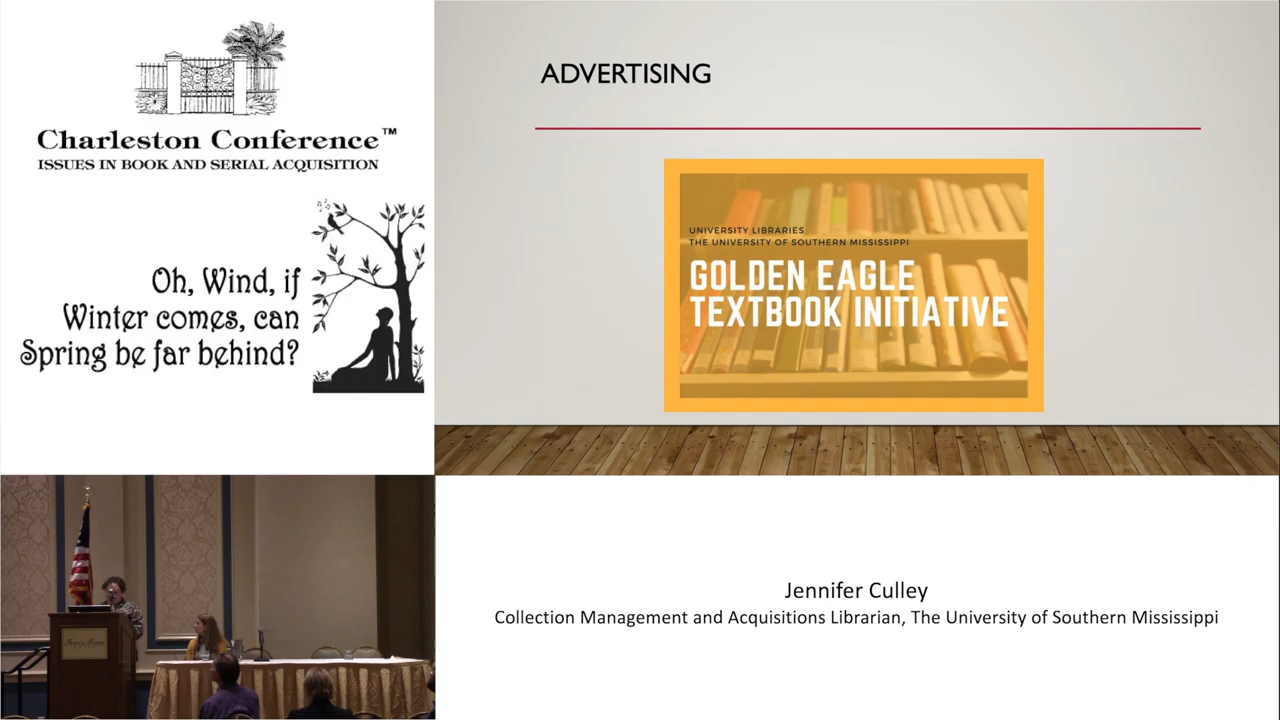 Charleston Conference™
ISSUES IN BOOK AND SERIAL ACQUISITION
Oh, Wind, if
Winter comes, can
Spring be far behind?
ADVERTISING
UNIVERSITY LIBRARIES
THE UNIVERSITY OF SOUTHERN MISSISSIPPI
GOLDEN EAGLE
TEXTBOOK INITIATIVE
Jennifer Culley
Collection Management and Acquisitions Librarian, The University of Southern Mississippi